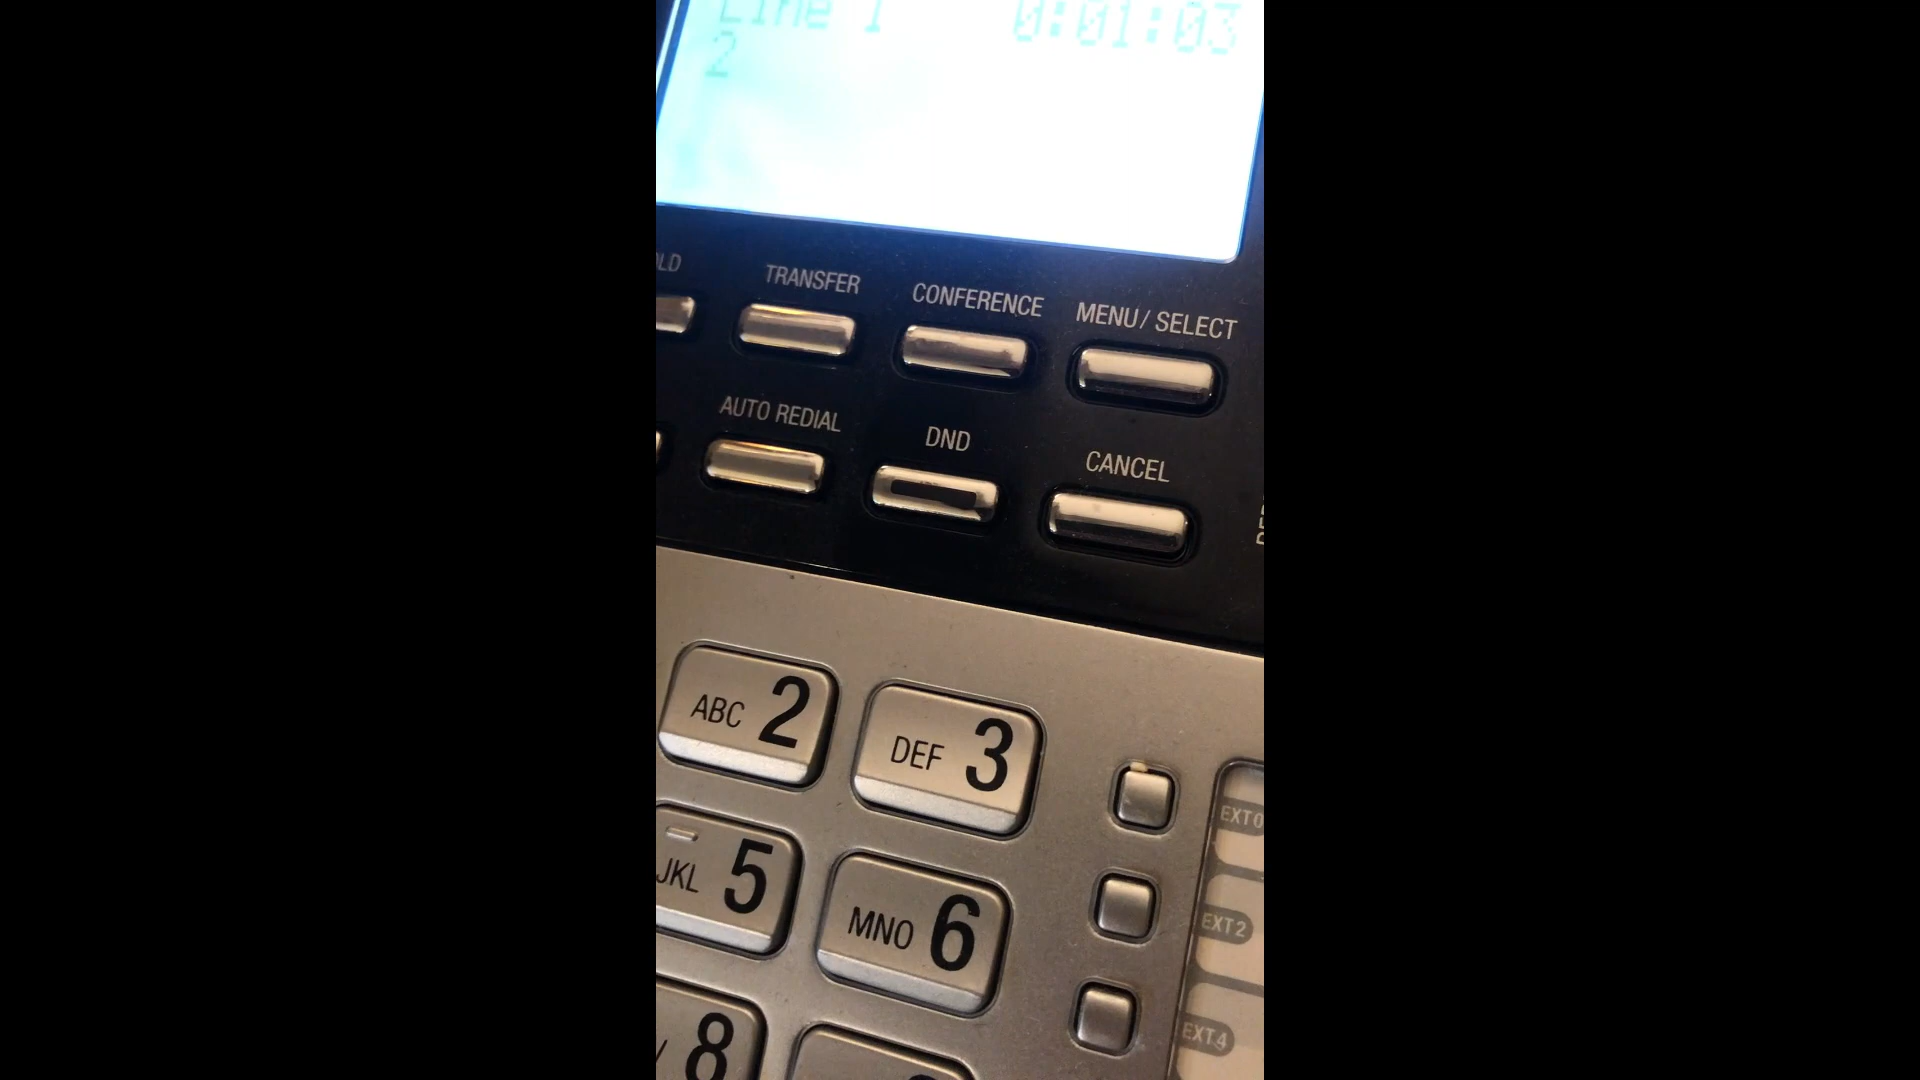 Line 1 0:01:03
2
TRANSFER CONFERENCE MENU/ SELECT
AUTO REDIAL DND CANCEL
ABC 2 DEF 3
JKL 5 MNO 6
8
EXT2
EXT4